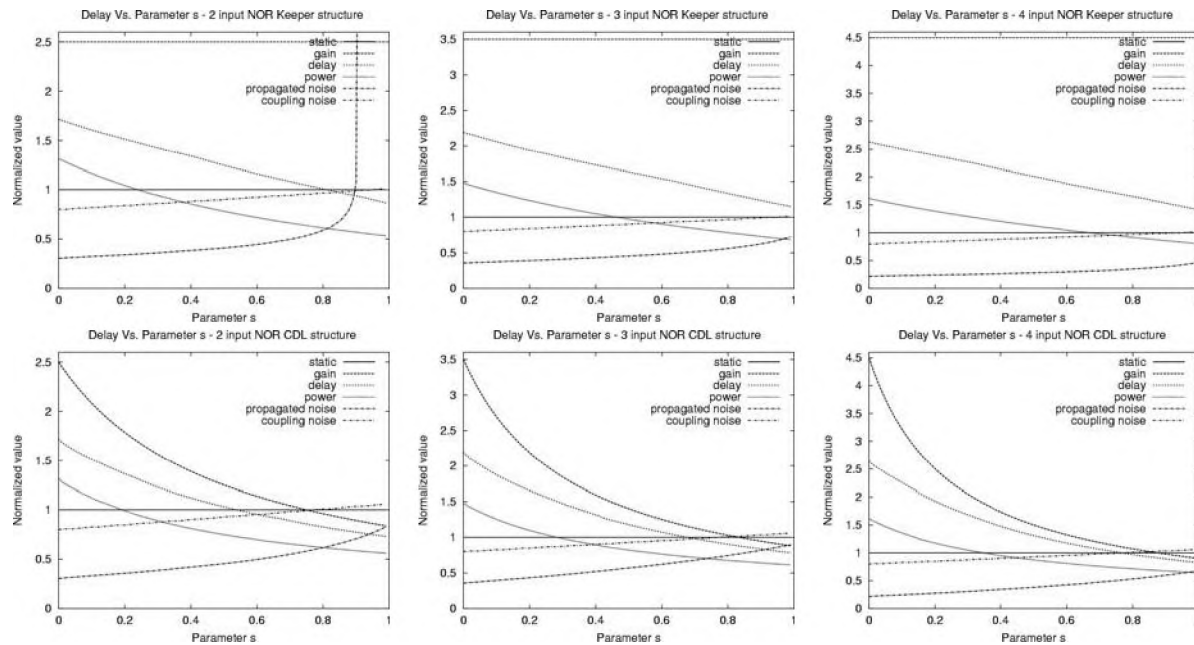 Delay Vs. Parameter s - 2 input NOR Keeper structure
2.5
2
1.5
1
0.5
0
Normalized value
static
gain
delay
power
propagated noise
coupling noise
0 0.2 0.4 0.6 0.8 1
Parameter s
Delay Vs. Parameter s - 3 input NOR Keeper structure
3.5
3
2.5
2
1.5
1
0.5
0
Normalized value
static
gain
delay
power
propagated noise
coupling noise
0 0.2 0.4 0.6 0.8 1
Parameter s
Delay Vs. Parameter s - 4 input NOR Keeper structure
4.5
4
3.5
3
2.5
2
1.5
1
0.5
0
Normalized value
static
gain
delay
power
propagated noise
coupling noise
0 0.2 0.4 0.6 0.8
Parameter s
Delay Vs. Parameter s - 2 input NOR CDL structure
2.5
2
1.5
1
0.5
0
Normalized value
static
gain
delay
power
propagated noise
coupling noise
0 0.2 0.4 0.6 0.8 1
Parameter s
Delay Vs. Parameter s - 3 input NOR CDL structure
3.5
3
2.5
2
1.5
1
0.5
0
Normalized value
static
gain
delay
power
propagated noise
coupling noise
0 0.2 0.4 0.6 0.8 1
Parameter s
Delay Vs. Parameter s - 4 input NOR CDL structure
4.5
4
3.5
3
2.5
2
1.5
1
0.5
0
Normalized value
static
gain
delay
power
propagated noise
coupling noise
0 0.2 0.4 0.6 0.8
Parameter s